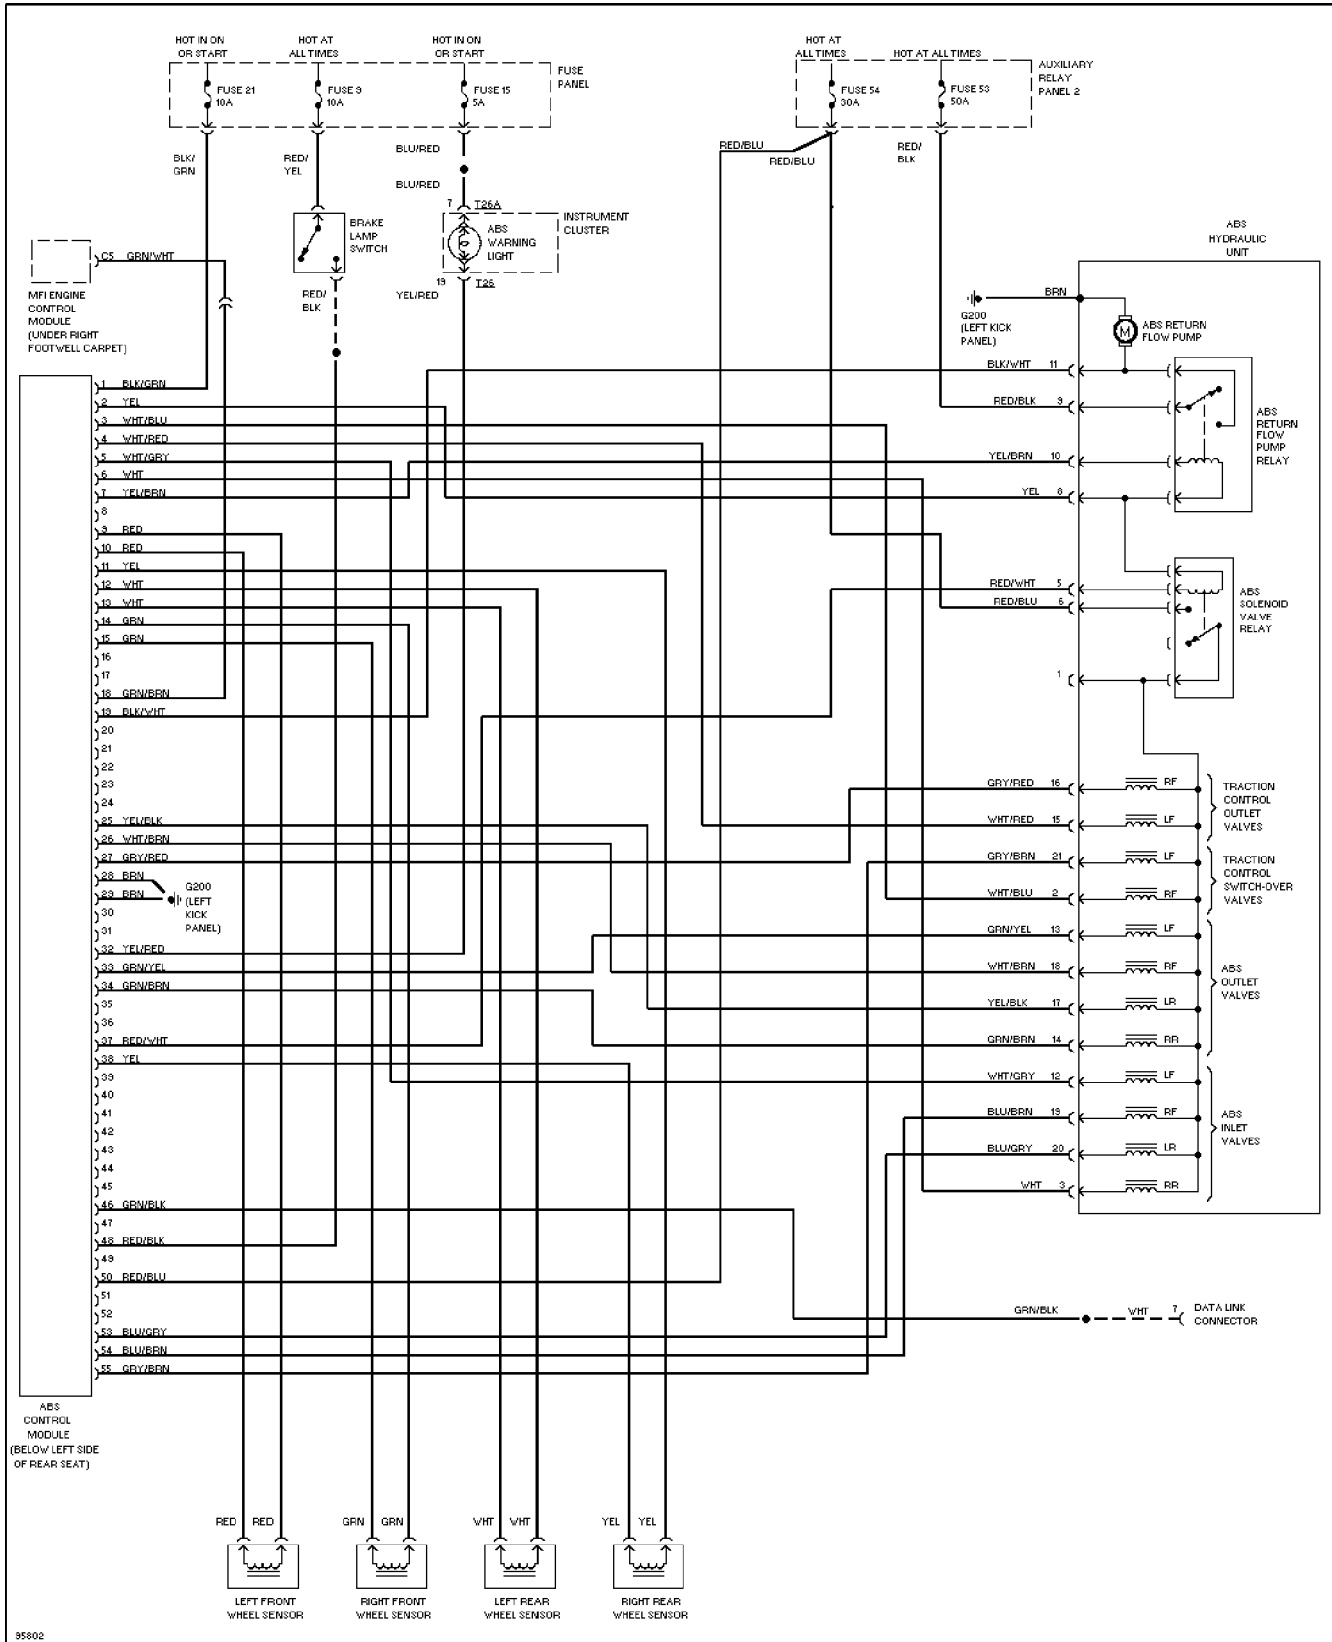 HOT IN ON
OR START
HOT AT
ALL TIMES
HOT IN ON
OR START
HOT AT
ALL TIMES
HOT AT ALL TIMES
FUSE 21
10A
FUSE 9
10A
FUSE 15
5A
FUSE
PANEL
FUSE 54
30A
FUSE 53
50A
AUXILIARY
RELAY
PANEL 2
BLK/
GRN
RED/
YEL
BLU/RED
BLU/RED
RED/BLU
RED/BLU
RED/
BLK
7 T26A
INSTRUMENT
CLUSTER
BRAKE
LAMP
SWITCH
ABS
WARNING
LIGHT
19 T26
RED/
BLK
YEL/RED
C5 GRN/WHT
MFI ENGINE
CONTROL
MODULE
(UNDER RIGHT
FOOTWELL CARPET)
ABS
HYDRAULIC
UNIT
BRN
G200
(LEFT KICK
PANEL)
M
ABS RETURN
FLOW PUMP
BLK/WHT 11
RED/BLK 9
YEL/BRN 10
YEL 8
ABS
RETURN
FLOW
PUMP
RELAY
RED/WHT 5
RED/BLU 6
1
ABS
SOLENOID
VALVE
RELAY
1 BLK/GRN
2 YEL
3 WHT/BLU
4 WHT/RED
5 WHT/GRY
6 WHT
7 YEL/BRN
8
9 RED
10 RED
11 YEL
12 WHT
13 WHT
14 GRN
15 GRN
16
17
18 GRN/BRN
19 BLK/WHT
20
21
22
23
24
25 YEL/BLK
26 WHT/BRN
27 GRY/RED
28 BRN
29 BRN
30
31
32 YEL/RED
33 GRN/YEL
34 GRN/BRN
35
36
37 RED/WHT
38 YEL
39
40
41
42
43
44
45
46 GRN/BLK
47
48 RED/BLK
49
50 RED/BLU
51
52
53 BLU/GRY
54 BLU/BRN
55 GRY/BRN
G200
(LEFT
KICK
PANEL)
ABS
CONTROL
MODULE
(BELOW LEFT SIDE
OF REAR SEAT)
GRY/RED 16 RF
WHT/RED 15 LF
TRACTION
CONTROL
OUTLET
VALVES
GRY/BRN 21 LF
WHT/BLU 2 RF
TRACTION
CONTROL
SWITCH-OVER
VALVES
GRN/YEL 13 LF
WHT/BRN 18 RF
YEL/BLK 17 LR
GRN/BRN 14 RR
ABS
OUTLET
VALVES
WHT/GRY 12 LF
BLU/BRN 19 RF
BLU/GRY 20 LR
WHT 3 RR
ABS
INLET
VALVES
GRN/BLK WHT 7
DATA LINK
CONNECTOR
RED RED
GRN GRN
WHT WHT
YEL YEL
LEFT FRONT
WHEEL SENSOR
RIGHT FRONT
WHEEL SENSOR
LEFT REAR
WHEEL SENSOR
RIGHT REAR
WHEEL SENSOR
95802